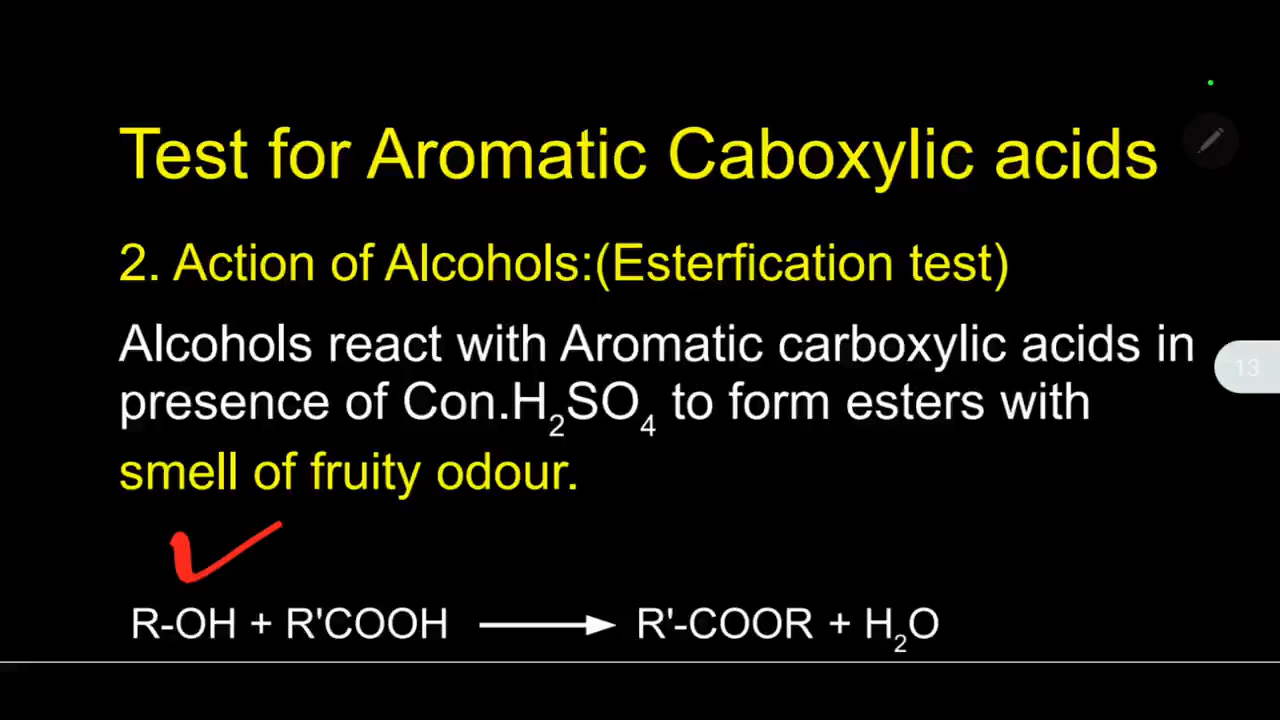 Test for Aromatic Caboxylic acids
2. Action of Alcohols:(Esterfication test)
Alcohols react with Aromatic carboxylic acids in
presence of Con.H₂SO₄ to form esters with
smell of fruity odour.
13
R-OH + R'COOH ⟶ R'-COOR + H₂O